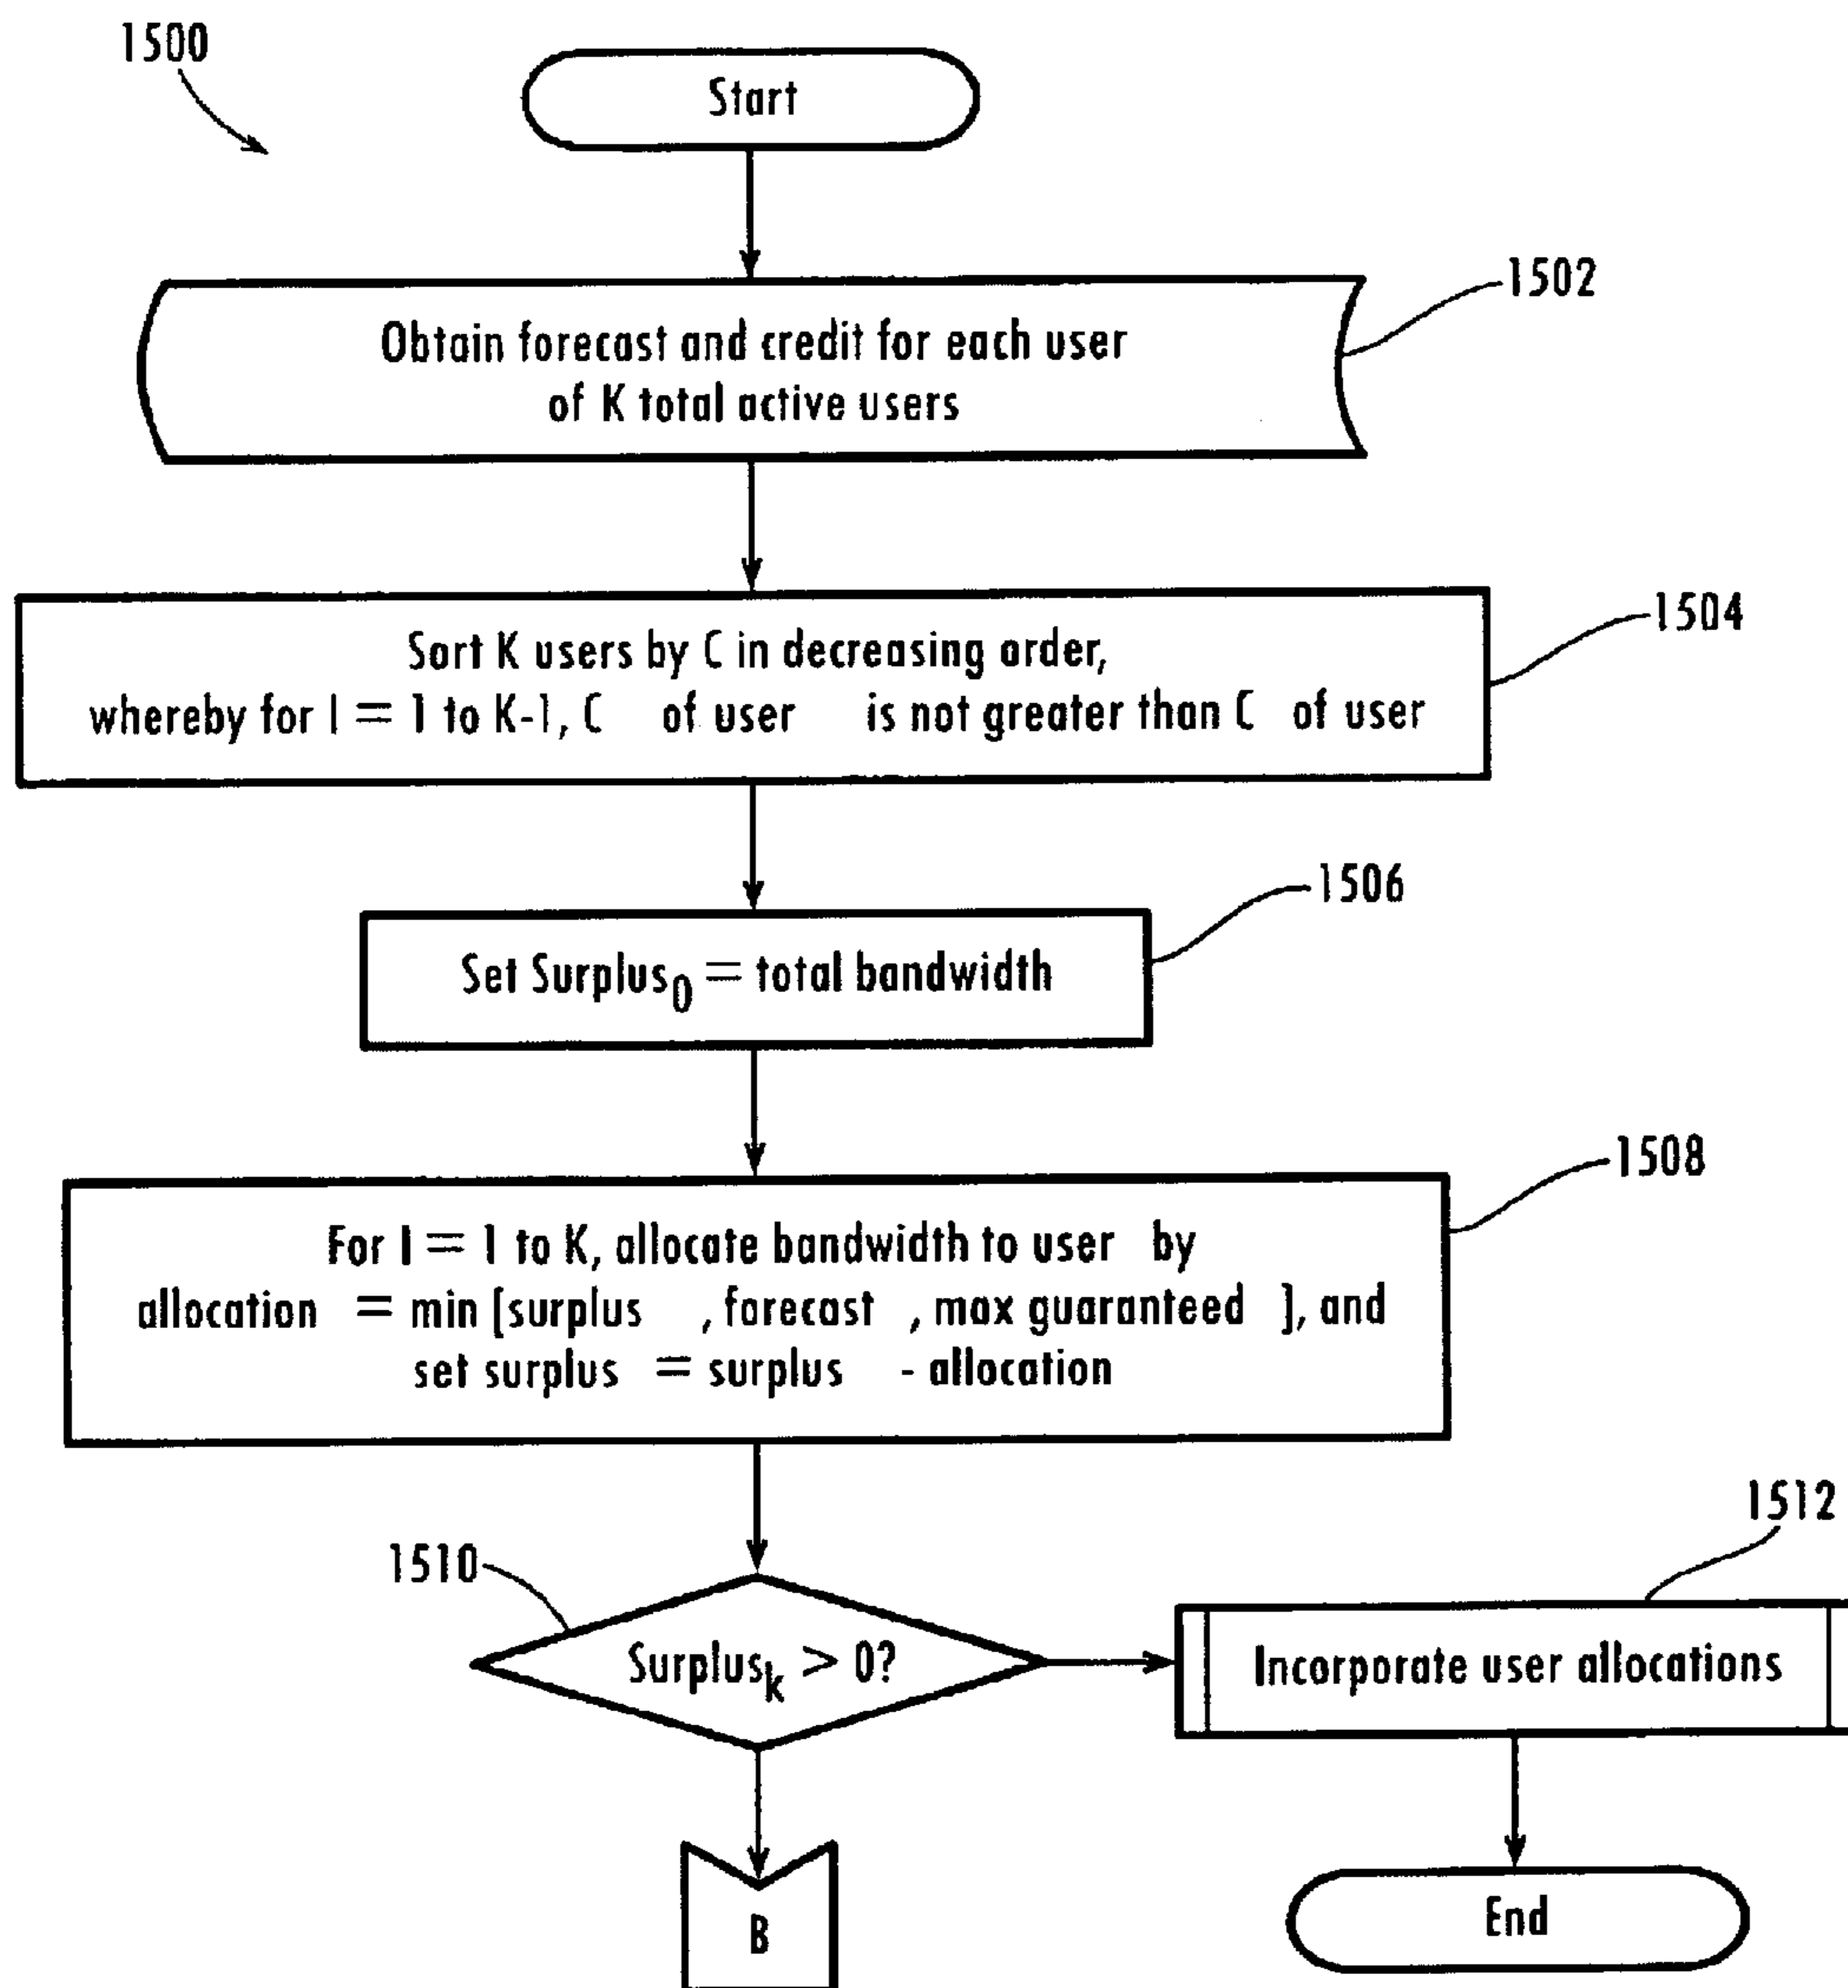 1500
Start
1502
Obtain forecast and credit for each user
of K total active users
1504
Sort K users by C in decreasing order,
whereby for I = 1 to K-1, C of user is not greater than C of user
1506
Set Surplus0 = total bandwidth
1508
For I = 1 to K, allocate bandwidth to user by
allocation = min [surplus , forecast , max guaranteed ], and
set surplus = surplus - allocation
1510
Surplusk > 0?
1512
Incorporate user allocations
B
End